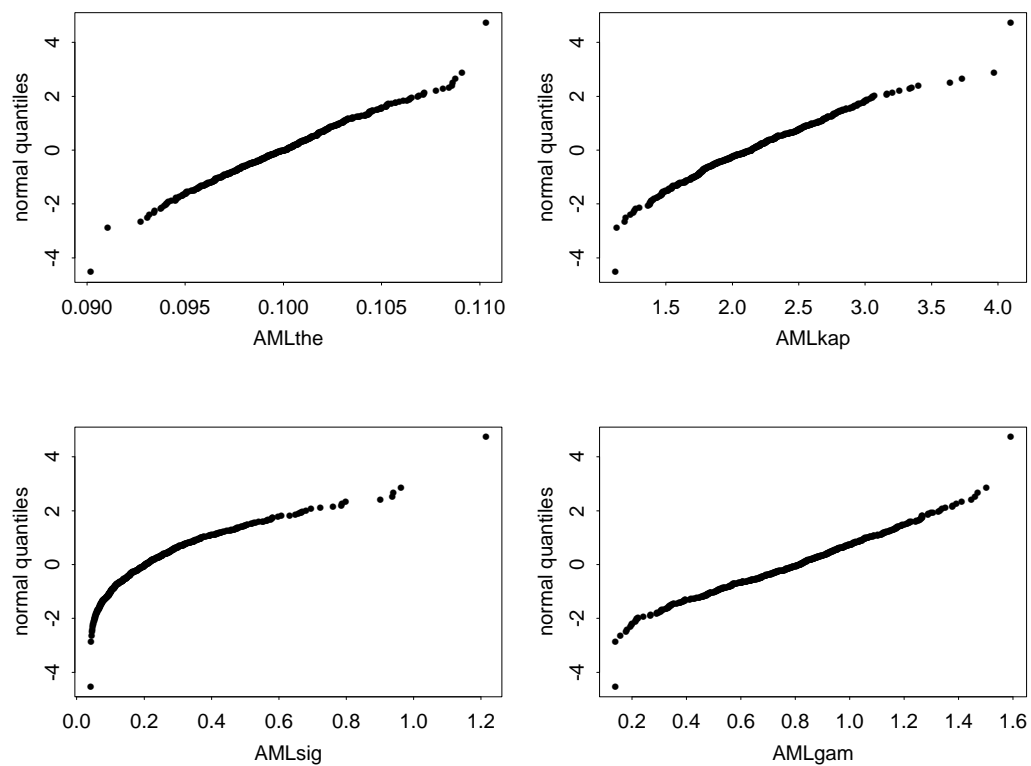 normal quantiles
4
2
0
-2
-4
0.090 0.095 0.100 0.105 0.110
AMLthe
normal quantiles
4
2
0
-2
-4
1.5 2.0 2.5 3.0 3.5 4.0
AMLkap
normal quantiles
4
2
0
-2
-4
0.0 0.2 0.4 0.6 0.8 1.0 1.2
AMLsig
normal quantiles
4
2
0
-2
-4
0.2 0.4 0.6 0.8 1.0 1.2 1.4 1.6
AMLgam